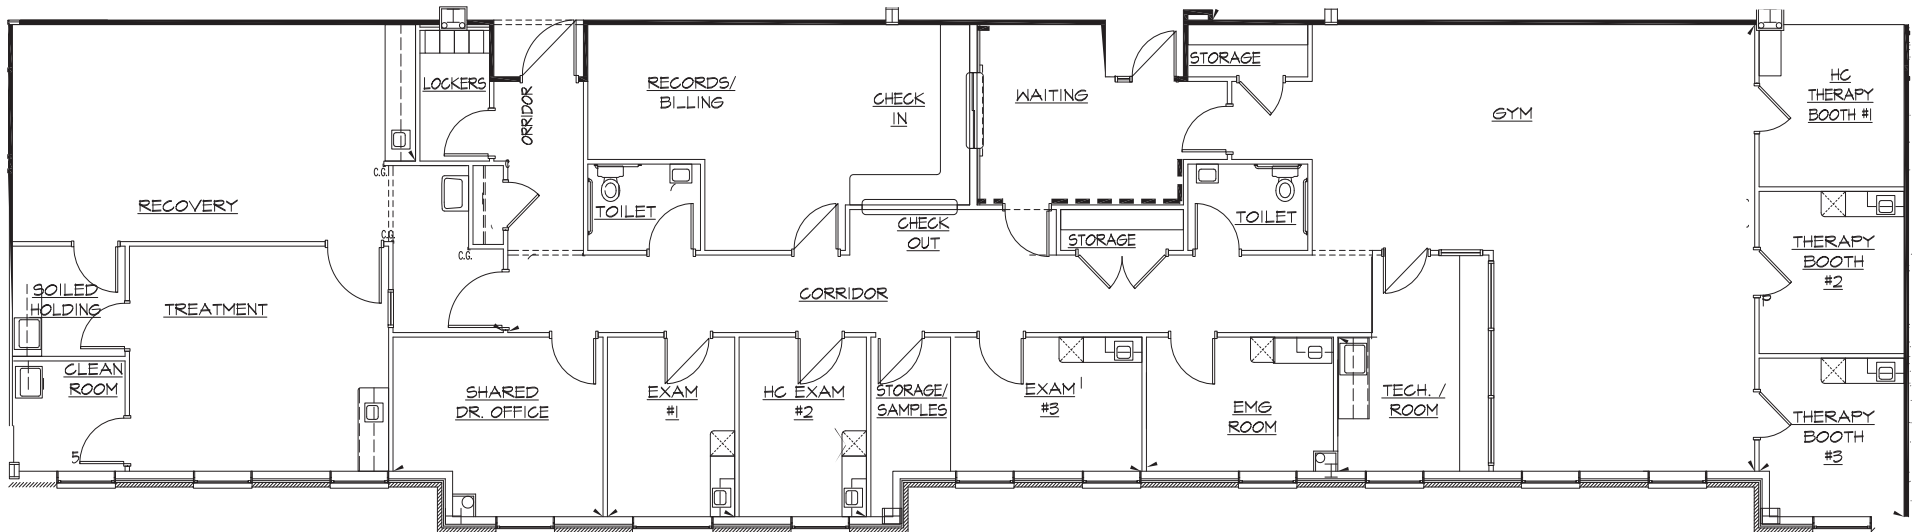 LOCKERS
ORRIDOR
RECORDS/
BILLING
CHECK
IN
WAITING
STORAGE
GYM
HC
THERAPY
BOOTH #1
C.G.
RECOVERY
TOILET
CHECK
OUT
STORAGE
TOILET
C.G.
C.G.
THERAPY
BOOTH
#2
SOILED
HOLDING
TREATMENT
CORRIDOR
CLEAN
ROOM
SHARED
DR. OFFICE
EXAM
#1
HC EXAM
#2
STORAGE/
SAMPLES
EXAM
#3
EMG
ROOM
TECH. /
ROOM
THERAPY
BOOTH
#3
5